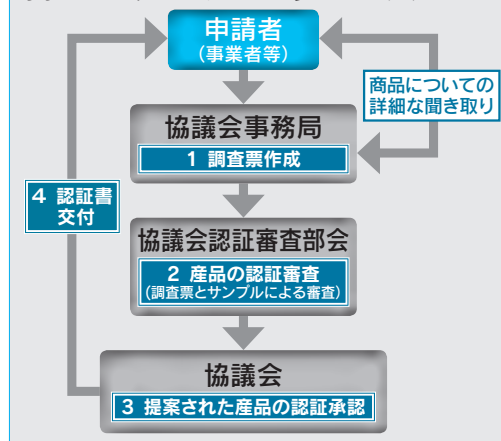 申請者
(事業者等)
商品についての
詳細な聞き取り
協議会事務局
1 調査票作成
4 認証書
交付
協議会認証審査部会
2 産品の認証審査
(調査票とサンプルによる審査)
協議会
3 提案された産品の認証承認